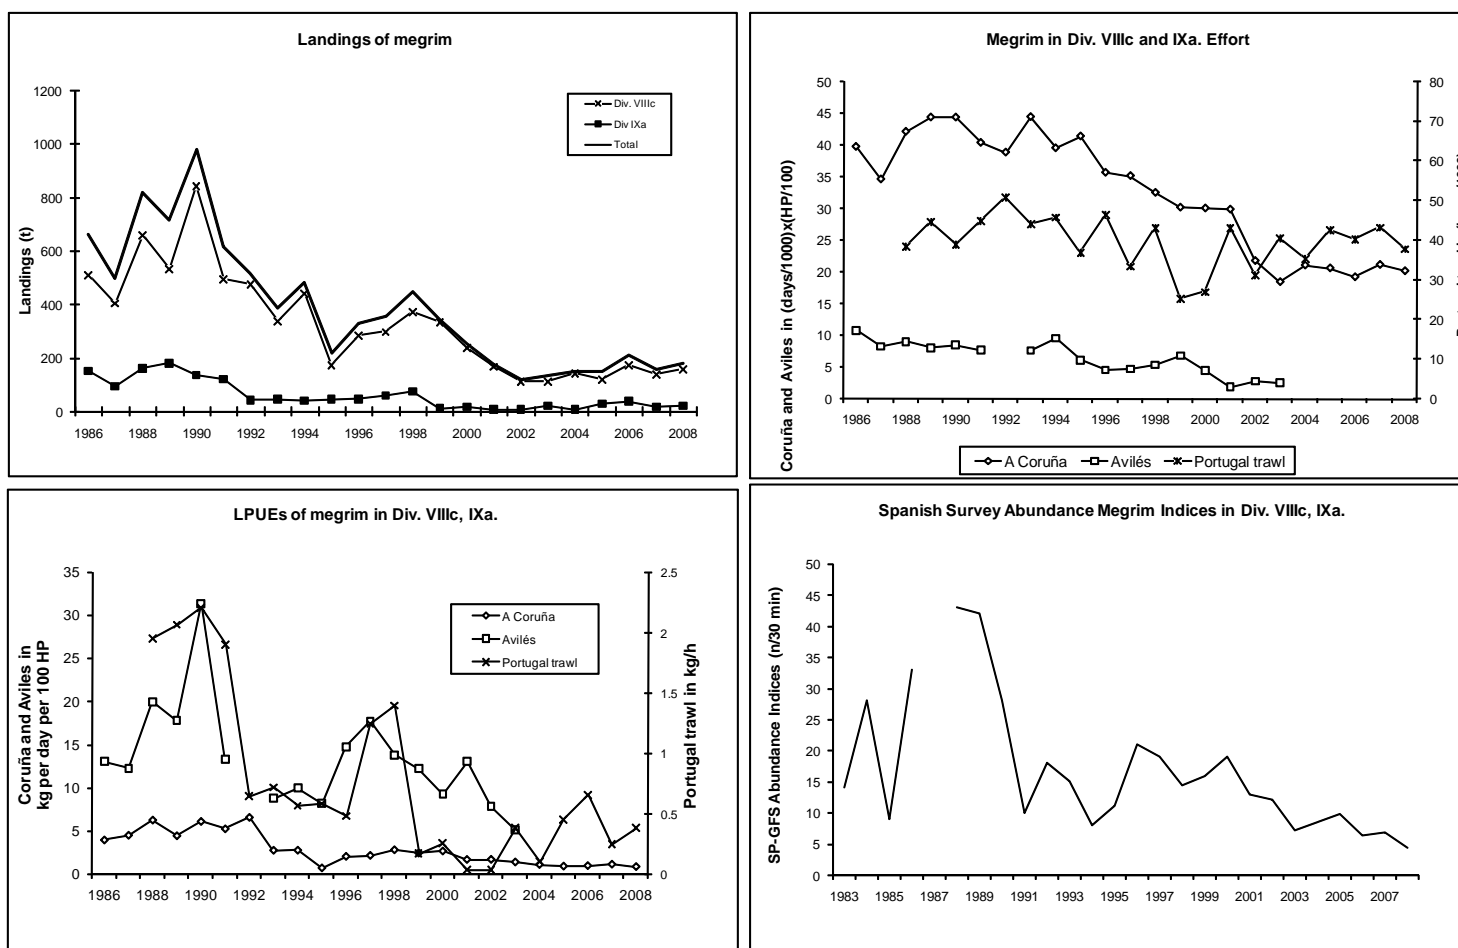 Landings of megrim
Landings (t)
1200
1000
800
600
400
200
0
Div. VIIIc
Div IXa
Total
1986 1988 1990 1992 1994 1996 1998 2000 2002 2004 2006 2008
Megrim in Div. VIIIc and IXa. Effort
Coruña and Aviles in (days/1000)x(HP/100)
50
45
40
35
30
25
20
15
10
5
0
80
70
60
50
40
30
20
10
0
1986 1988 1990 1992 1994 1996 1998 2000 2002 2004 2006 2008
A Coruña Avilés Portugal trawl
LPUEs of megrim in Div. VIIIc, IXa.
Coruña and Aviles in
kg per day per 100 HP
35
30
25
20
15
10
5
0
A Coruña
Avilés
Portugal trawl
2.5
2
1.5
1
0.5
0
Portugal trawl in kg/h
1986 1988 1990 1992 1994 1996 1998 2000 2002 2004 2006 2008
Spanish Survey Abundance Megrim Indices in Div. VIIIc, IXa.
SP-GFS Abundance Indices (n/30 min)
50
45
40
35
30
25
20
15
10
5
0
1983 1985 1987 1989 1991 1993 1995 1997 1999 2001 2003 2005 2007